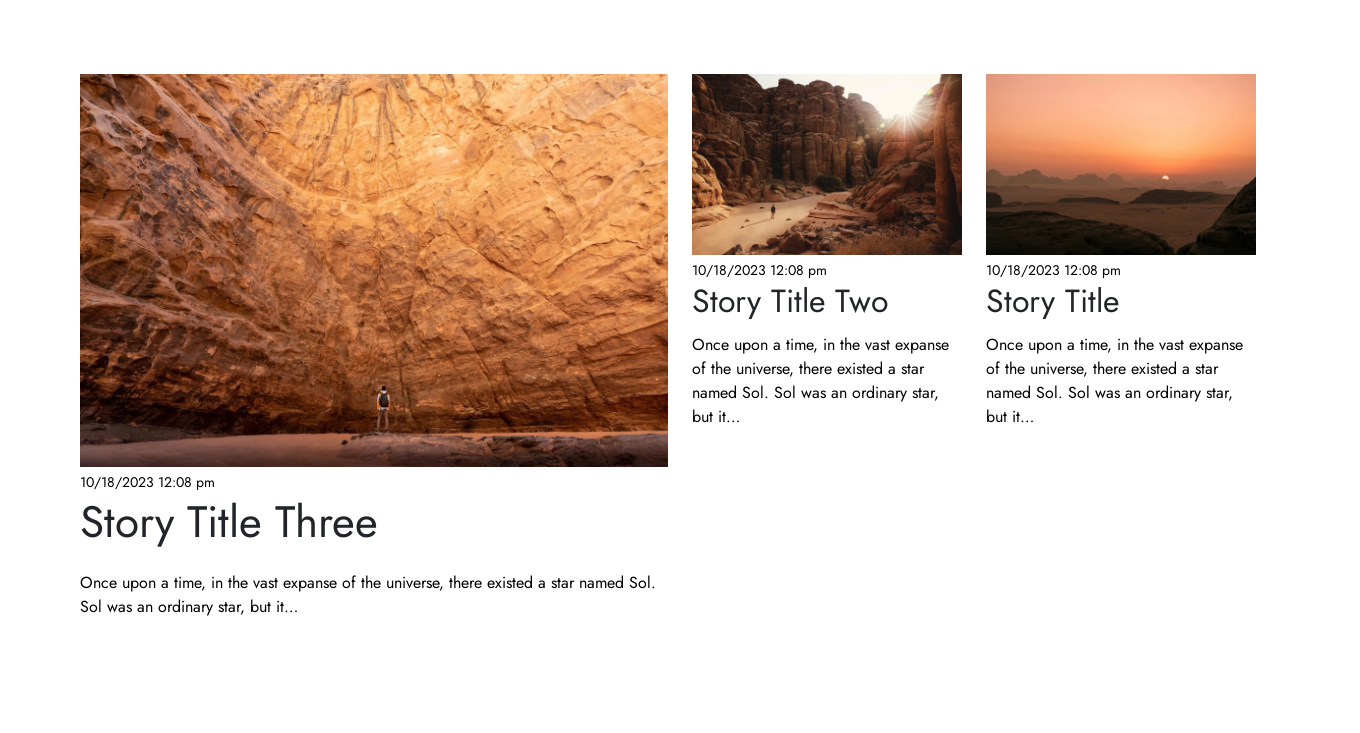 10/18/2023 12:08 pm
Story Title Three
Once upon a time, in the vast expanse of the universe, there existed a star named Sol.
Sol was an ordinary star, but it...
10/18/2023 12:08 pm
Story Title Two
Once upon a time, in the vast expanse
of the universe, there existed a star
named Sol. Sol was an ordinary star,
but it...
10/18/2023 12:08 pm
Story Title
Once upon a time, in the vast expanse
of the universe, there existed a star
named Sol. Sol was an ordinary star,
but it...